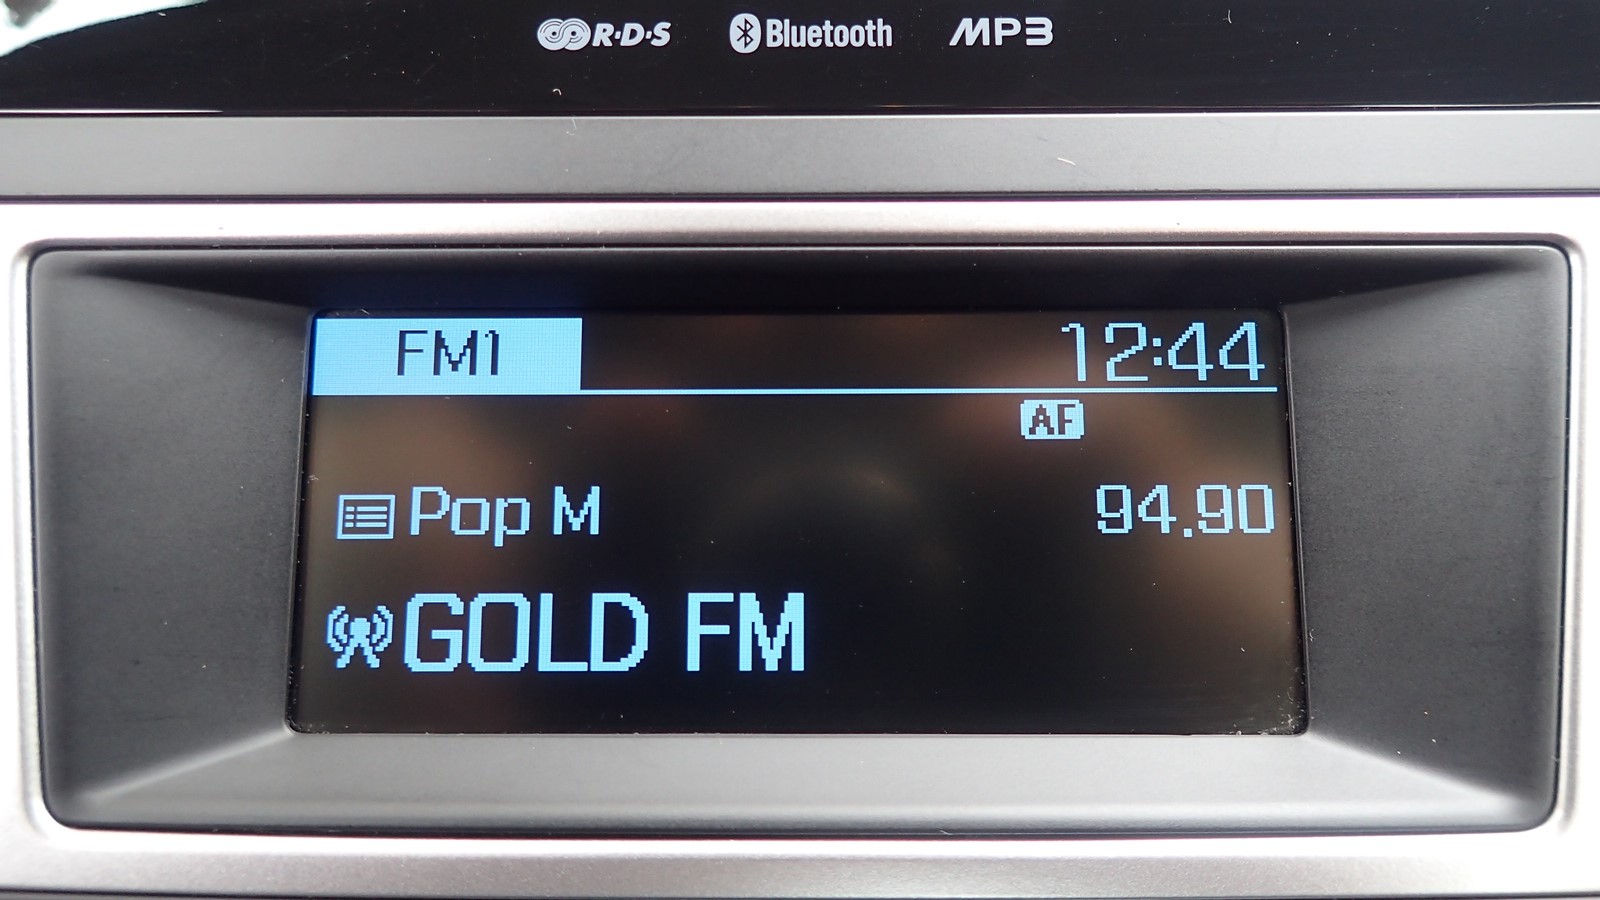 R·D·S Bluetooth MP3
FM1 12:44
AF
Pop M 94.90
GOLD FM